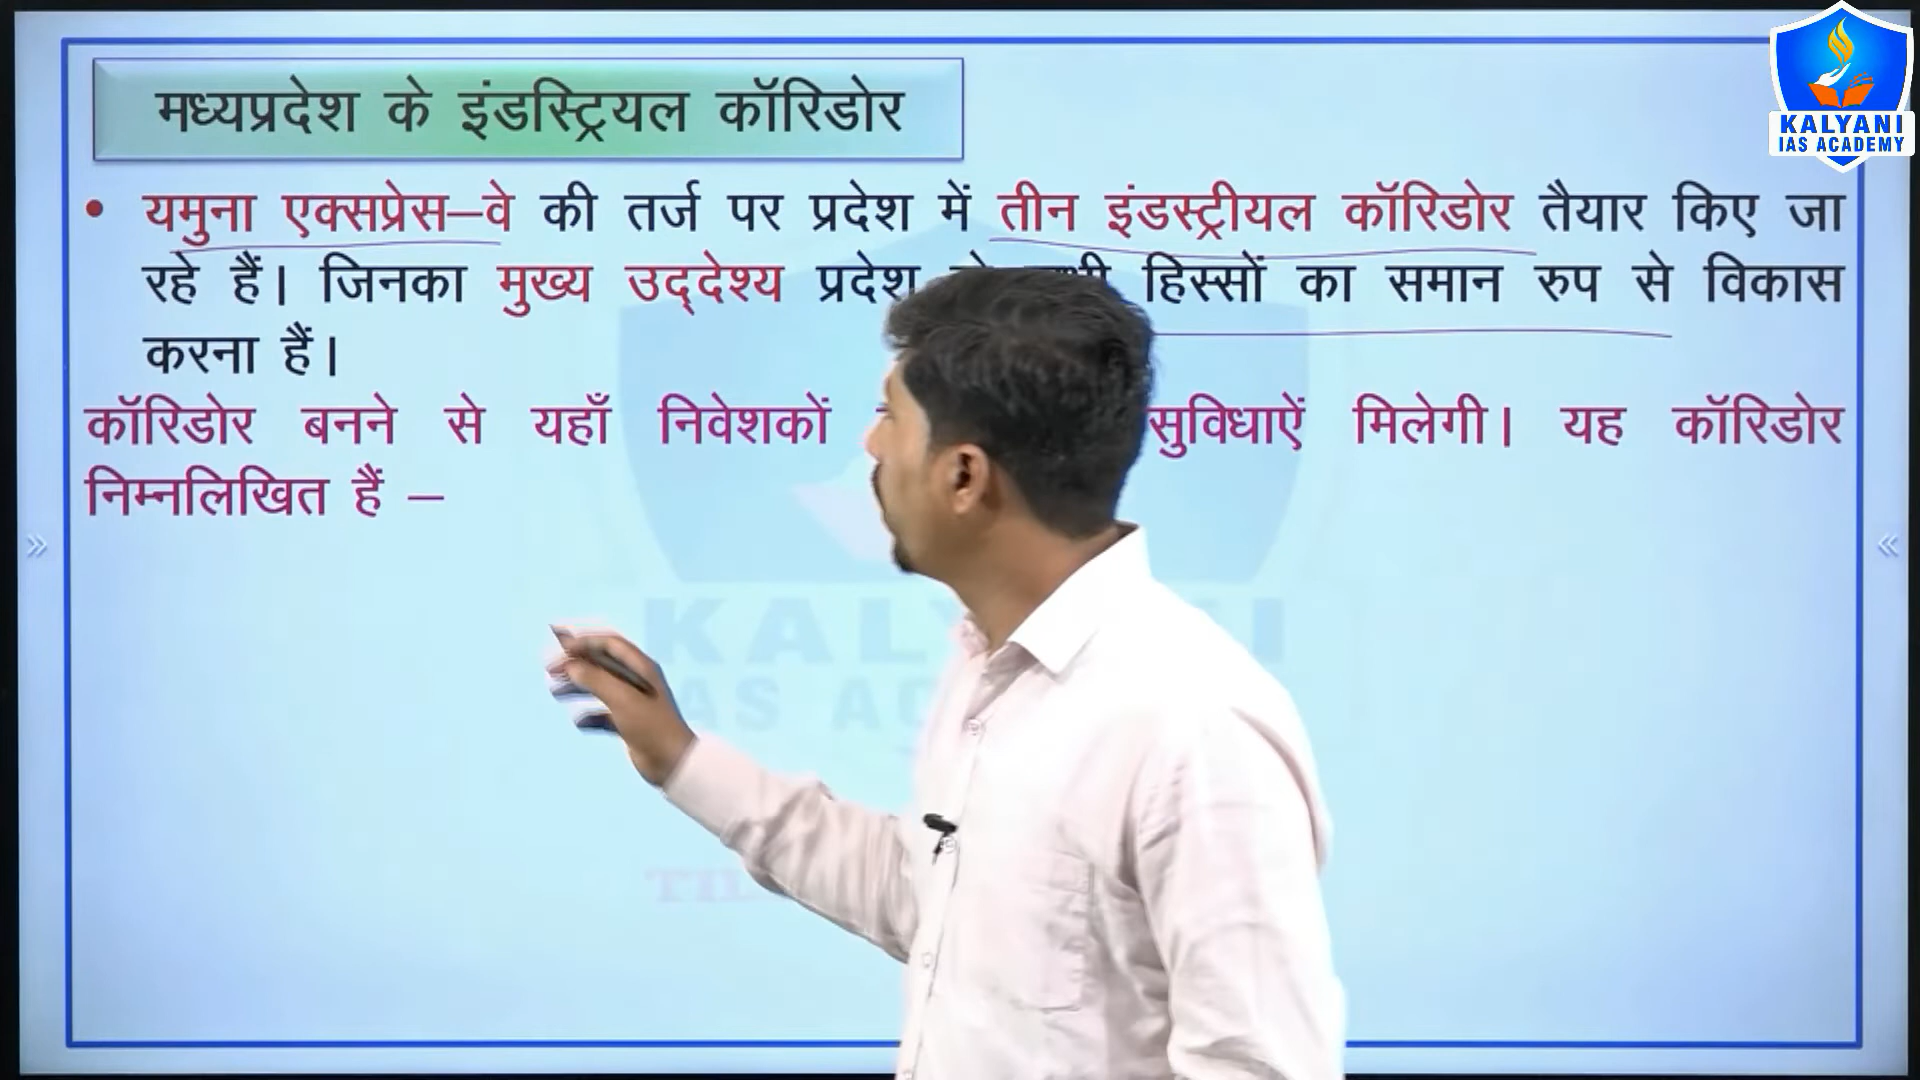 मध्यप्रदेश के इंडस्ट्रियल कॉरिडोर
KALYANI
IAS ACADEMY
• यमुना एक्सप्रेस–वे की तर्ज पर प्रदेश में तीन इंडस्ट्रीयल कॉरिडोर तैयार किए जा
रहे हैं। जिनका मुख्य उद्देश्य प्रदेश हिस्सों का समान रुप से विकास
करना हैं।
कॉरिडोर बनने से यहाँ निवेशकों सुविधाऐं मिलेगी। यह कॉरिडोर
निम्नलिखित हैं –